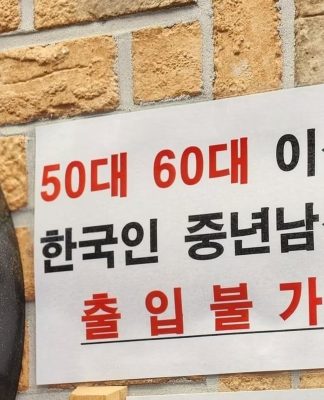 50대 60대 이
한국인 중년남
출입불가